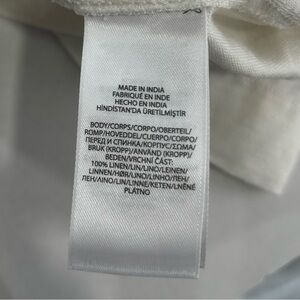 MADE IN INDIA
FABRIQUÉ EN INDE
HECHO EN INDIA
HİNDİSTAN'DA ÜRETİLMİŞTİR
BODY/CORPS/CORPO/OBERTEIL/
ROMP/HOVEDDEL/CUERPO/CORPO/
ПЕРЕД И СПИНКА/KORPUS/ΣΩΜΑ/
BRUK (KROPP)/ANVÄND (KROPP)/
BEDEN/VRCHNÍ ČÁST:
100% LINEN/LIN/LINO/LEINEN/
LINNEN/HØR/LINO/LINHO/ЛЕН/
ЛЕН/ΛΙΝΟ/LIN/LINNE/KETEN/LNĚNÉ
PLÁTNO